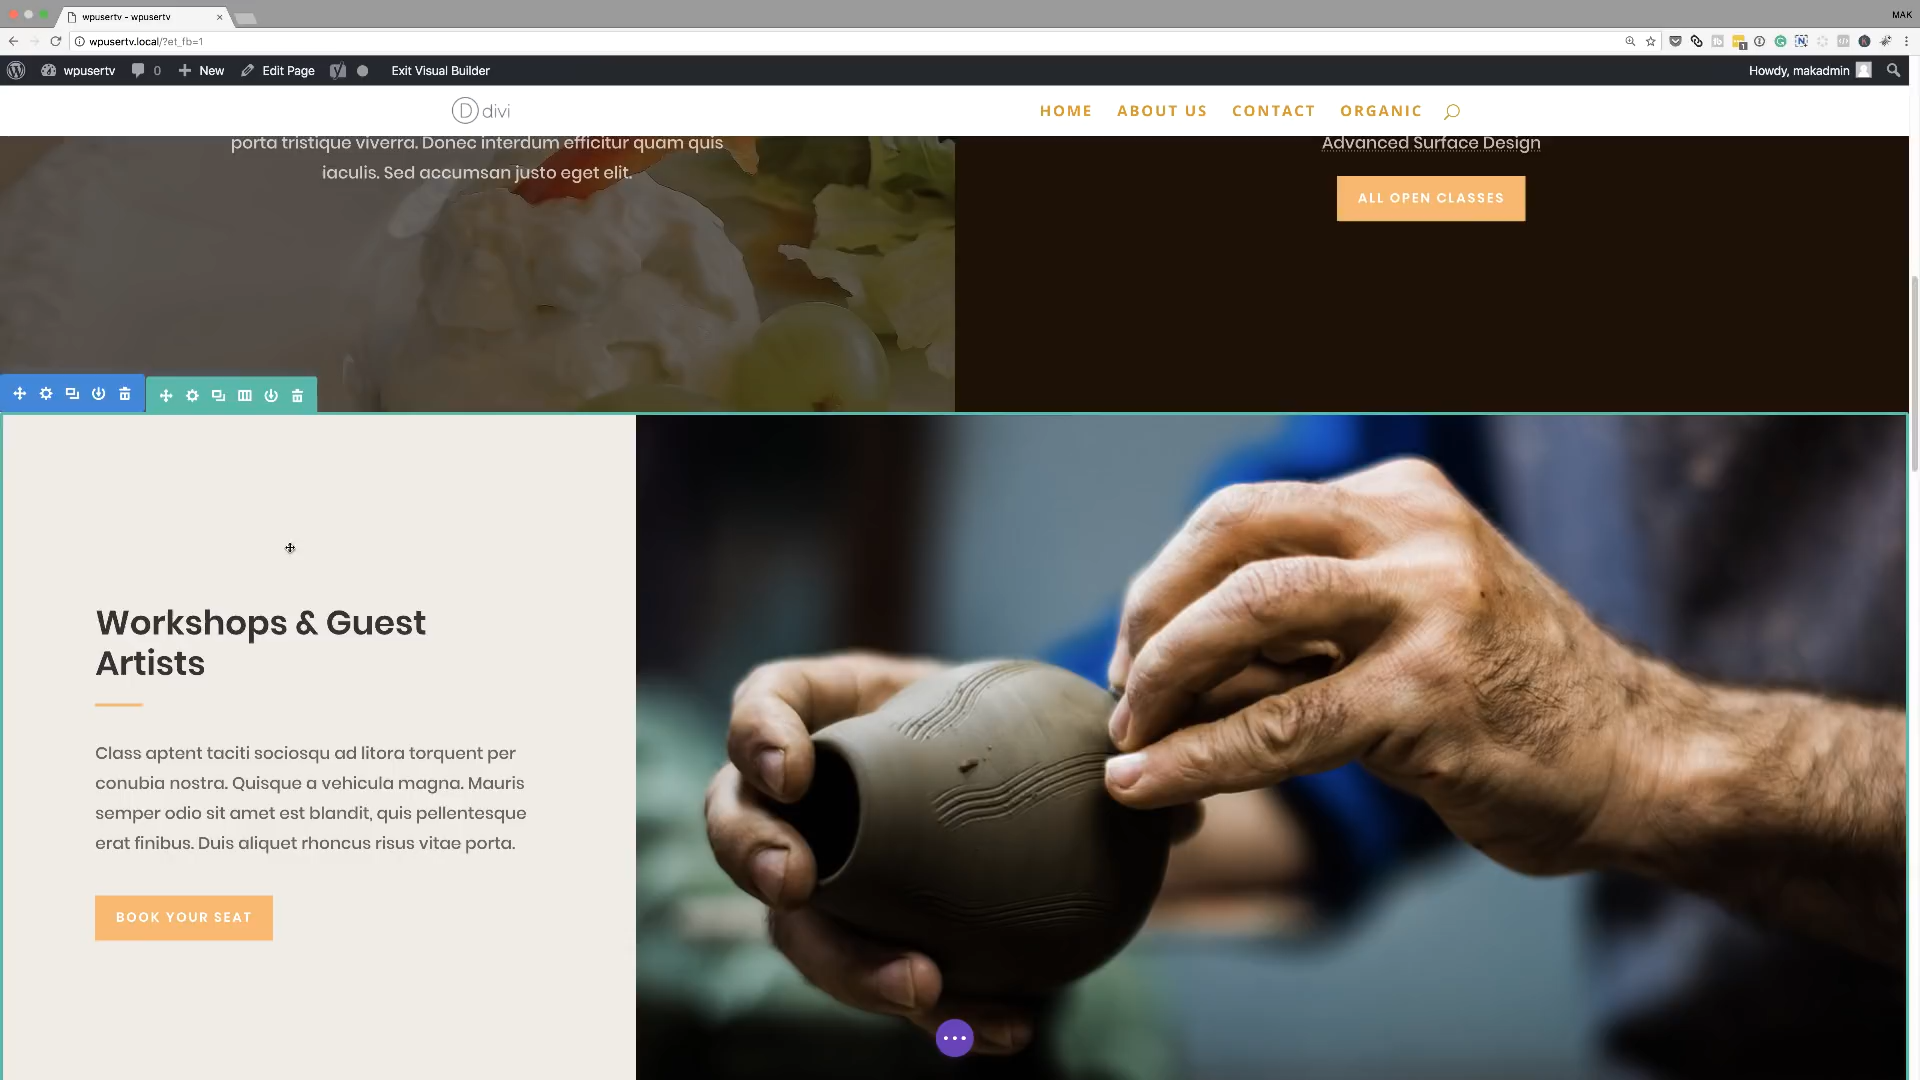 wpusertv - wpusertv
MAK
wpusertv.local/?et_fb=1
wpusertv 0 New Edit Page Exit Visual Builder Howdy, makadmin
D divi HOME ABOUT US CONTACT ORGANIC
porta tristique viverra. Donec interdum efficitur quam quis
iaculis. Sed accumsan justo eget elit.
Advanced Surface Design
ALL OPEN CLASSES
Workshops & Guest
Artists
Class aptent taciti sociosqu ad litora torquent per
conubia nostra. Quisque a vehicula magna. Mauris
semper odio sit amet est blandit, quis pellentesque
erat finibus. Duis aliquet rhoncus risus vitae porta.
BOOK YOUR SEAT